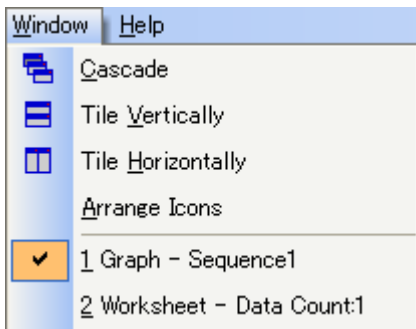 Window Help
Cascade
Tile Vertically
Tile Horizontally
Arrange Icons
1 Graph - Sequence1
2 Worksheet - Data Count:1